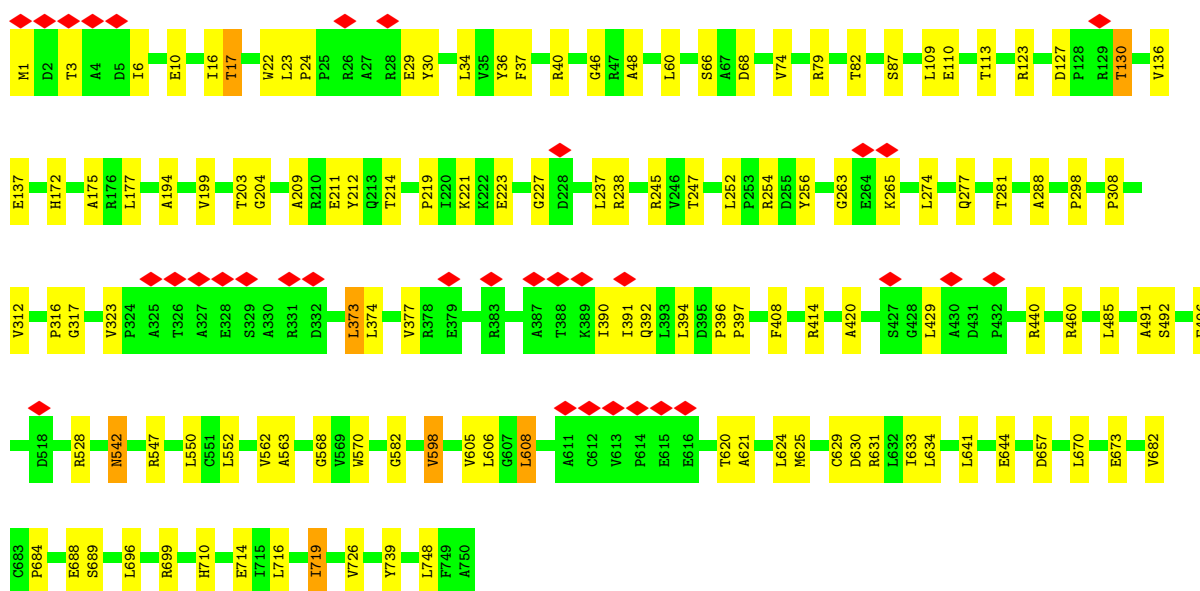 M1 D2 T3 A4 D5 I6 E10 I16 T17 W22 L23 P24 P25 R26 A27 R28 E29 Y30 L34 V35 Y36 F37 R40 G46 R47 A48 L60 S66 A67 D68 V74 R79 T82 S87 L109 E110 T113 R123 D127 P128 R129 T130 V136
E137 H172 A175 R176 L177 A194 V199 T203 G204 A209 R210 E211 Y212 Q213 T214 P219 I220 K221 K222 E223 G227 D228 L237 R238 R245 V246 T247 L252 P253 R254 D255 Y256 G263 E264 K265 L274 Q277 T281 A288 P298 P308
V312 P316 G317 V323 P324 A325 T326 A327 E328 S329 A330 R331 D332 L373 L374 V377 R378 E379 R383 A387 T388 K389 I390 I391 Q392 L393 L394 D395 P396 P397 F408 R414 A420 S427 G428 L429 A430 D431 P432 R440 R460 L485 A491 S492
D518 R528 N542 R547 L550 C551 L552 V562 A563 G568 V569 W570 G582 V598 V605 L606 G607 L608 A611 C612 V613 P614 E615 E616 T620 A621 L624 M625 C629 D630 R631 L632 I633 L634 L641 E644 D657 L670 E673 V682
C683 P684 E688 S689 L696 R699 H710 E714 I715 L716 I719 V726 Y739 L748 F749 A750